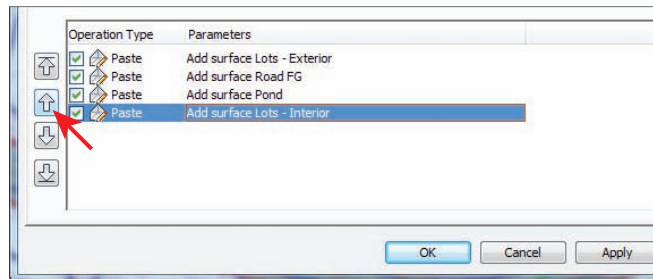 Operation Type Parameters
Paste Add surface Lots - Exterior
Paste Add surface Road FG
Paste Add surface Pond
Paste Add surface Lots - Interior
OK Cancel Apply